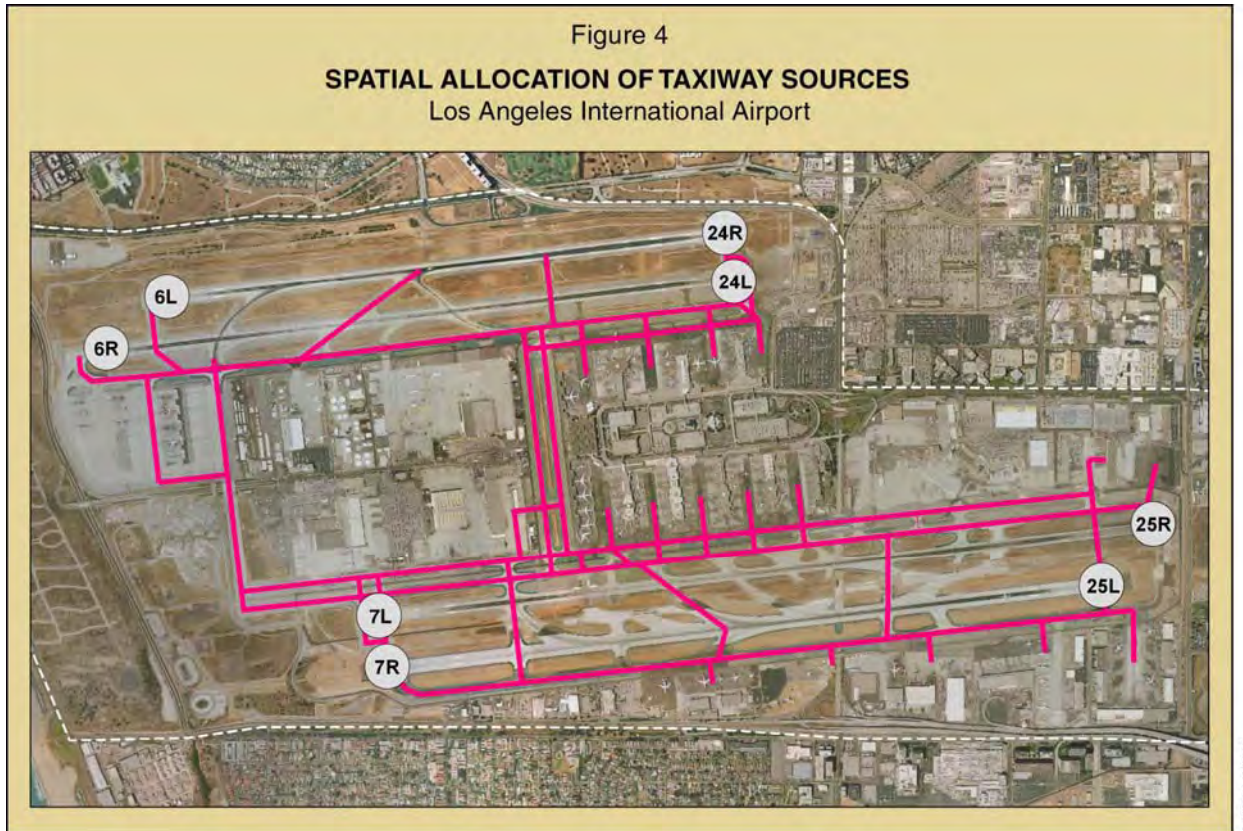 Figure 4
SPATIAL ALLOCATION OF TAXIWAY SOURCES
Los Angeles International Airport
24R
24L
6L
6R
25R
25L
7L
7R